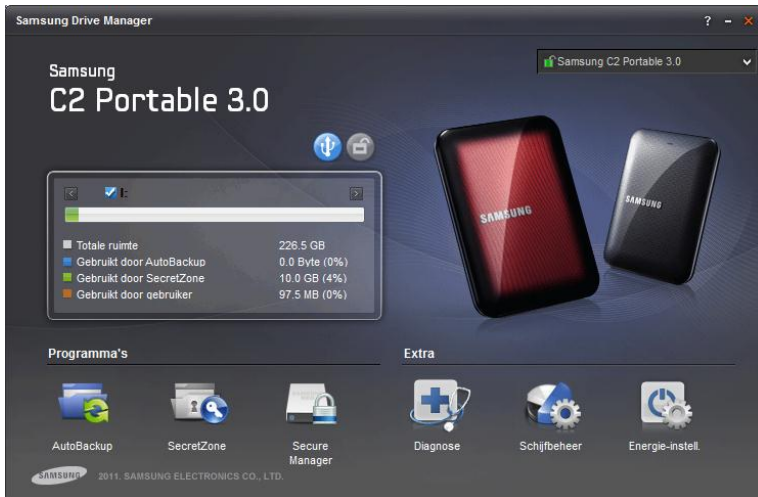 Samsung Drive Manager
Samsung C2 Portable 3.0
Samsung
C2 Portable 3.0
I:
Totale ruimte 226.5 GB
Gebruikt door AutoBackup 0.0 Byte (0%)
Gebruikt door SecretZone 10.0 GB (4%)
Gebruikt door gebruiker 97.5 MB (0%)
SAMSUNG
SAMSUNG
Programma's
Extra
AutoBackup
SecretZone
Secure
Manager
Diagnose
Schijfbeheer
Energie-instell.
SAMSUNG 2011. SAMSUNG ELECTRONICS CO., LTD.